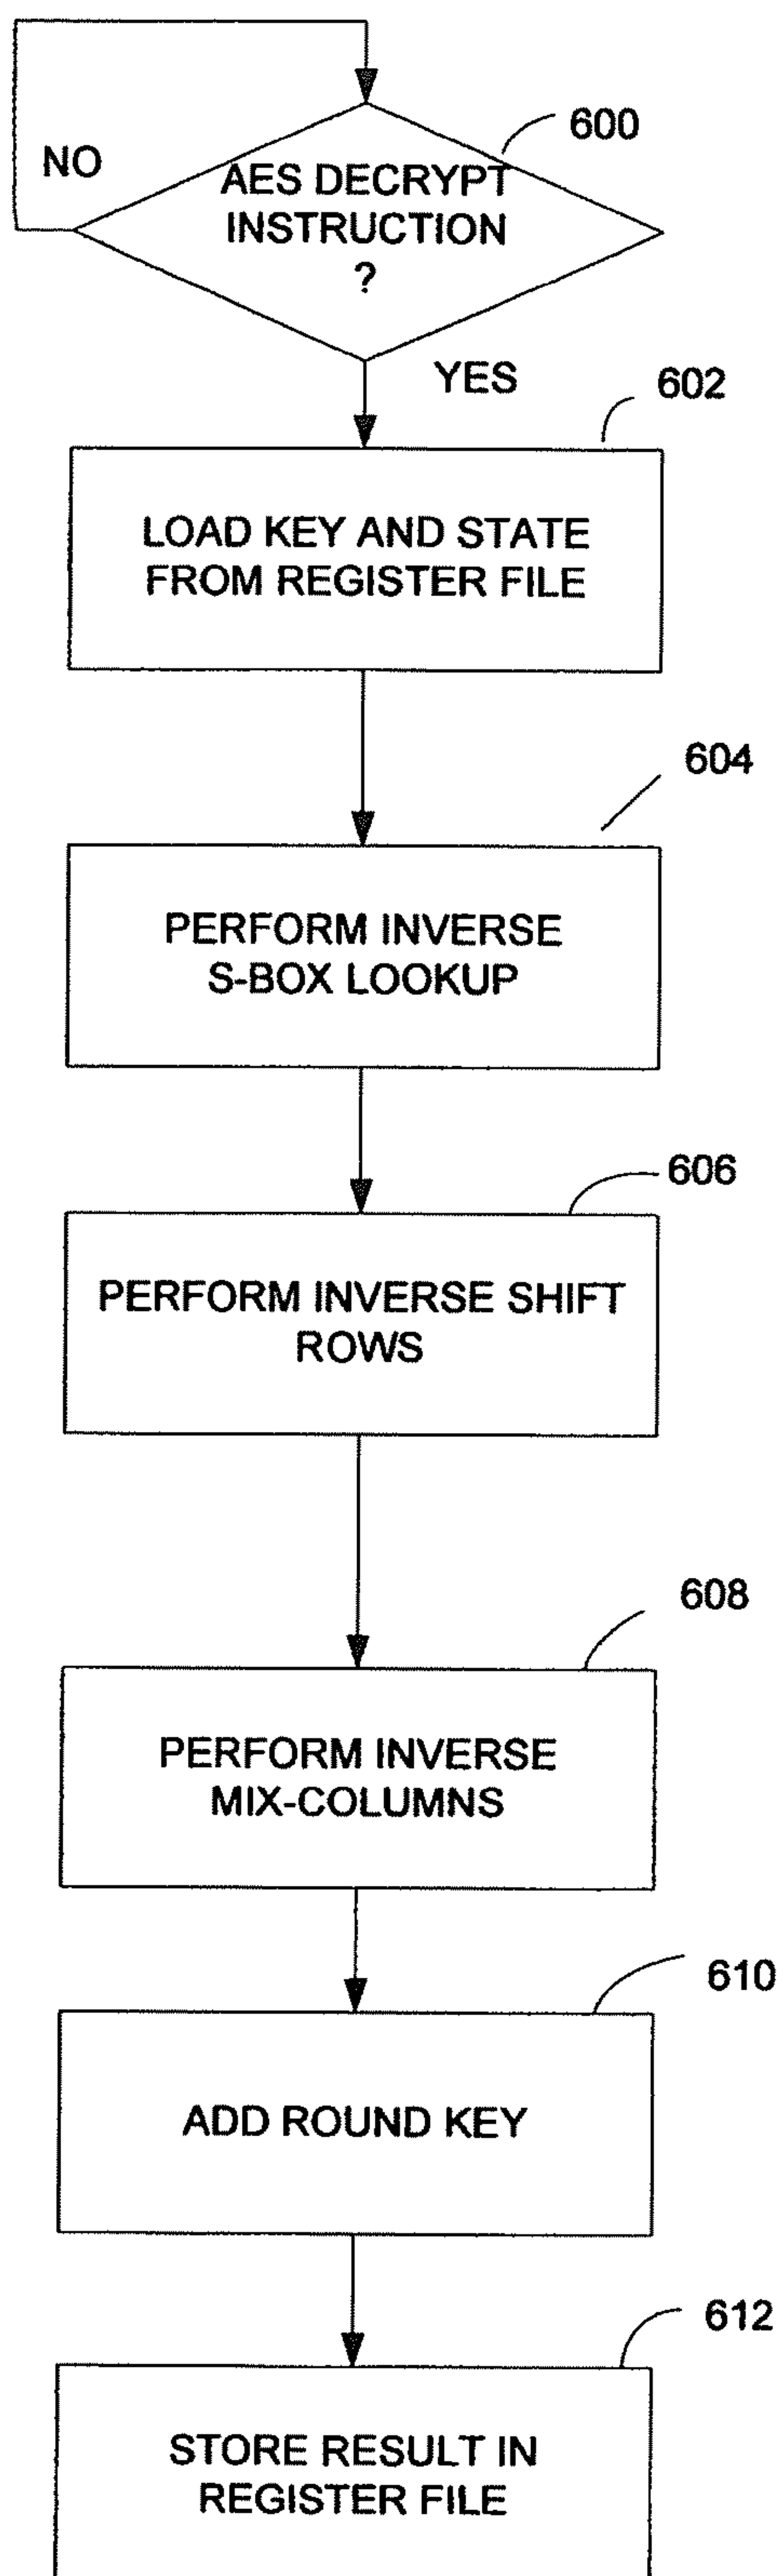 600
NO
AES DECRYPT
INSTRUCTION
?
YES
602
LOAD KEY AND STATE
FROM REGISTER FILE
604
PERFORM INVERSE
S-BOX LOOKUP
606
PERFORM INVERSE SHIFT
ROWS
608
PERFORM INVERSE
MIX-COLUMNS
610
ADD ROUND KEY
612
STORE RESULT IN
REGISTER FILE